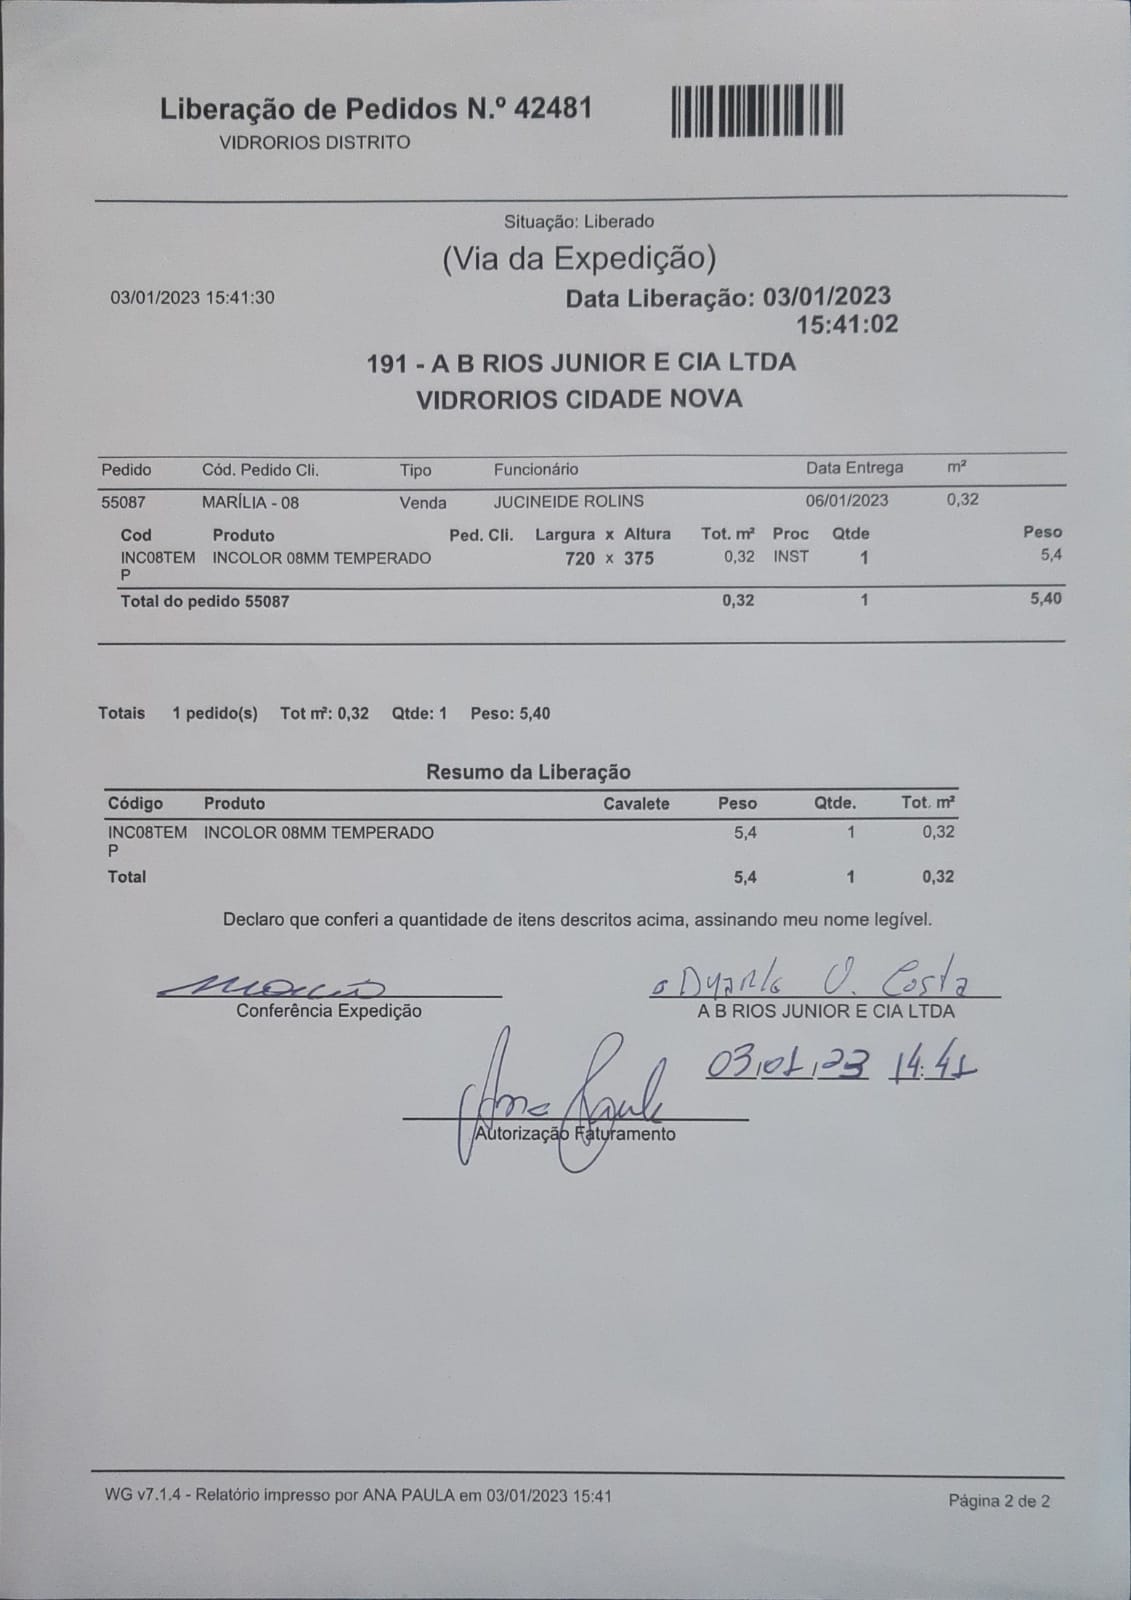 Liberação de Pedidos N.º 42481
VIDRORIOS DISTRITO
Situação: Liberado
(Via da Expedição)
03/01/2023 15:41:30 Data Liberação: 03/01/2023
15:41:02
191 - A B RIOS JUNIOR E CIA LTDA
VIDRORIOS CIDADE NOVA
Pedido Cód. Pedido Cli. Tipo Funcionário Data Entrega m²
55087 MARÍLIA - 08 Venda JUCINEIDE ROLINS 06/01/2023 0,32
Cod Produto Ped. Cli. Largura x Altura Tot. m² Proc Qtde Peso
INC08TEM INCOLOR 08MM TEMPERADO 720 x 375 0,32 INST 1 5,4
P
Total do pedido 55087 0,32 1 5,40
Totais 1 pedido(s) Tot m²: 0,32 Qtde: 1 Peso: 5,40
Resumo da Liberação
Código Produto Cavalete Peso Qtde. Tot. m²
INC08TEM INCOLOR 08MM TEMPERADO 5,4 1 0,32
P
Total 5,4 1 0,32
Declaro que conferi a quantidade de itens descritos acima, assinando meu nome legível.
Costa
Conferência Expedição A B RIOS JUNIOR E CIA LTDA
03,01,23 14:41
Ana Paula
Autorização Faturamento
WG v7.1.4 - Relatório impresso por ANA PAULA em 03/01/2023 15:41
Página 2 de 2